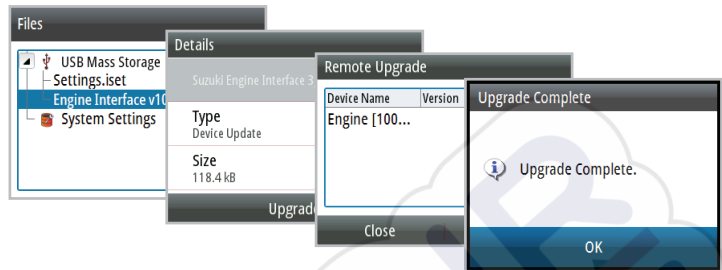 Files
USB Mass Storage
Settings.iset
Engine Interface v10
System Settings
Details
Suzuki Engine Interface 3
Type
Device Update
Size
118.4 kB
Upgrad
Remote Upgrade
Device Name Version
Engine [100...
Close
Upgrade Complete
Upgrade Complete.
OK